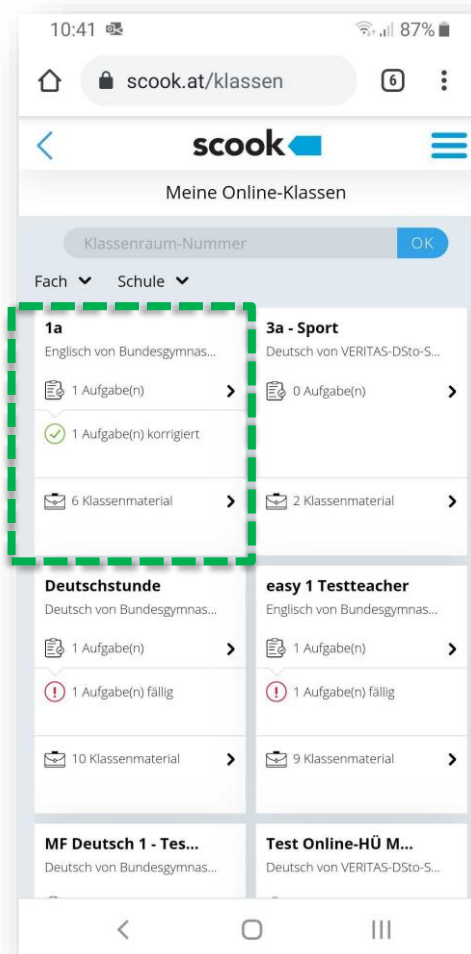 10:41 87%
scook.at/klassen 6
scook
Meine Online-Klassen
Klassenraum-Nummer OK
Fach Schule
1a
Englisch von Bundesgymnas...
1 Aufgabe(n)
1 Aufgabe(n) korrigiert
6 Klassenmaterial
3a - Sport
Deutsch von VERITAS-DSto-S...
0 Aufgabe(n)
2 Klassenmaterial
Deutschstunde
Deutsch von Bundesgymnas...
1 Aufgabe(n)
1 Aufgabe(n) fällig
10 Klassenmaterial
easy 1 Testteacher
Englisch von Bundesgymnas...
1 Aufgabe(n)
1 Aufgabe(n) fällig
9 Klassenmaterial
MF Deutsch 1 - Tes...
Deutsch von Bundesgymnas...
Test Online-HÜ M...
Deutsch von VERITAS-DSto-S...